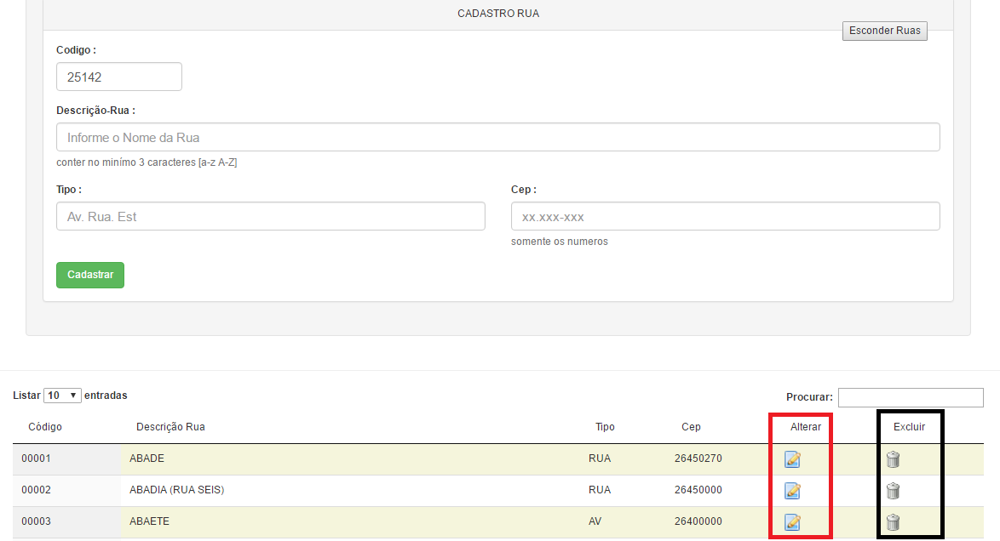 CADASTRO RUA
Esconder Ruas
Codigo :
25142
Descrição-Rua :
Informe o Nome da Rua
conter no minímo 3 caracteres [a-z A-Z]
Tipo : Cep :
Av. Rua. Est xx.xxx-xxx
somente os numeros
Cadastrar
Listar 10 entradas Procurar:
Código Descrição Rua Tipo Cep Alterar Excluir
00001 ABADE RUA 26450270
00002 ABADIA (RUA SEIS) RUA 26450000
00003 ABAETE AV 26400000